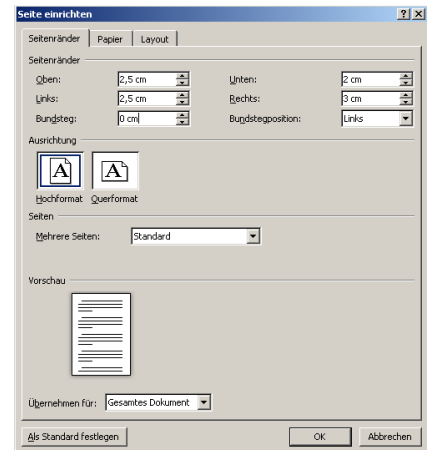 Seite einrichten
Seitenränder Papier Layout
Seitenränder
Oben: 2,5 cm Unten: 2 cm
Links: 2,5 cm Rechts: 3 cm
Bundsteg: 0 cm Bundstegposition: Links
Ausrichtung
A A
Hochformat Querformat
Seiten
Mehrere Seiten: Standard
Vorschau
Übernehmen für: Gesamtes Dokument
Als Standard festlegen OK Abbrechen